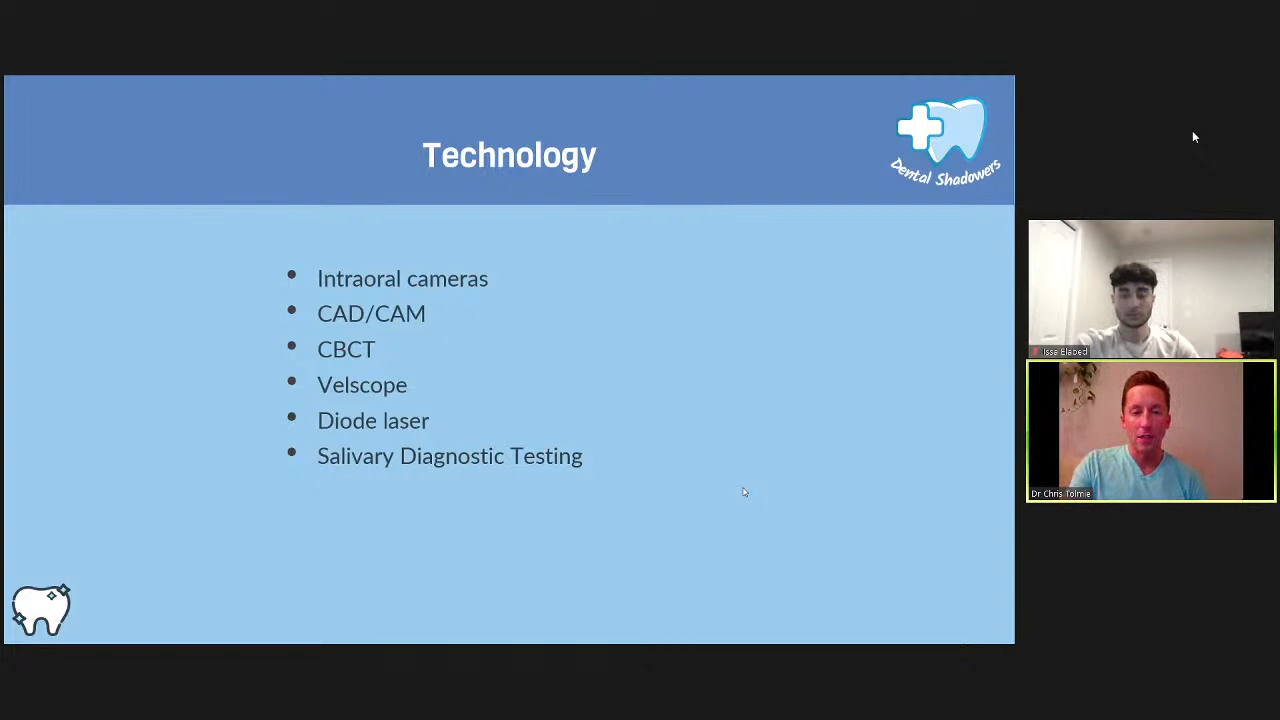 Technology
Dental Shadowers
• Intraoral cameras
• CAD/CAM
• CBCT
• Velscope
• Diode laser
• Salivary Diagnostic Testing
Issa Elabed
Dr Chris Tolmie